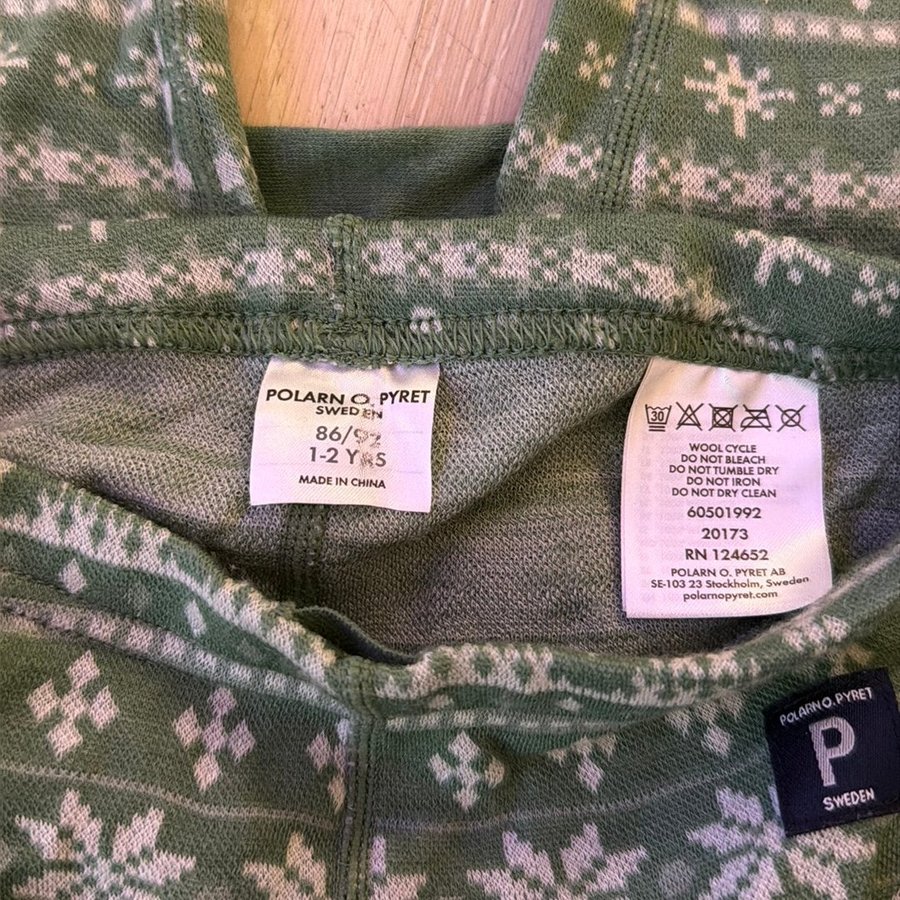 POLARN O. PYRET
SWEDEN
86/92
1-2 YRS
MADE IN CHINA
30
WOOL CYCLE
DO NOT BLEACH
DO NOT TUMBLE DRY
DO NOT IRON
DO NOT DRY CLEAN
60501992
20173
RN 124652
POLARN O. PYRET AB
SE-103 23 Stockholm, Sweden
polarnopyret.com
POLARN O. PYRET
P
SWEDEN